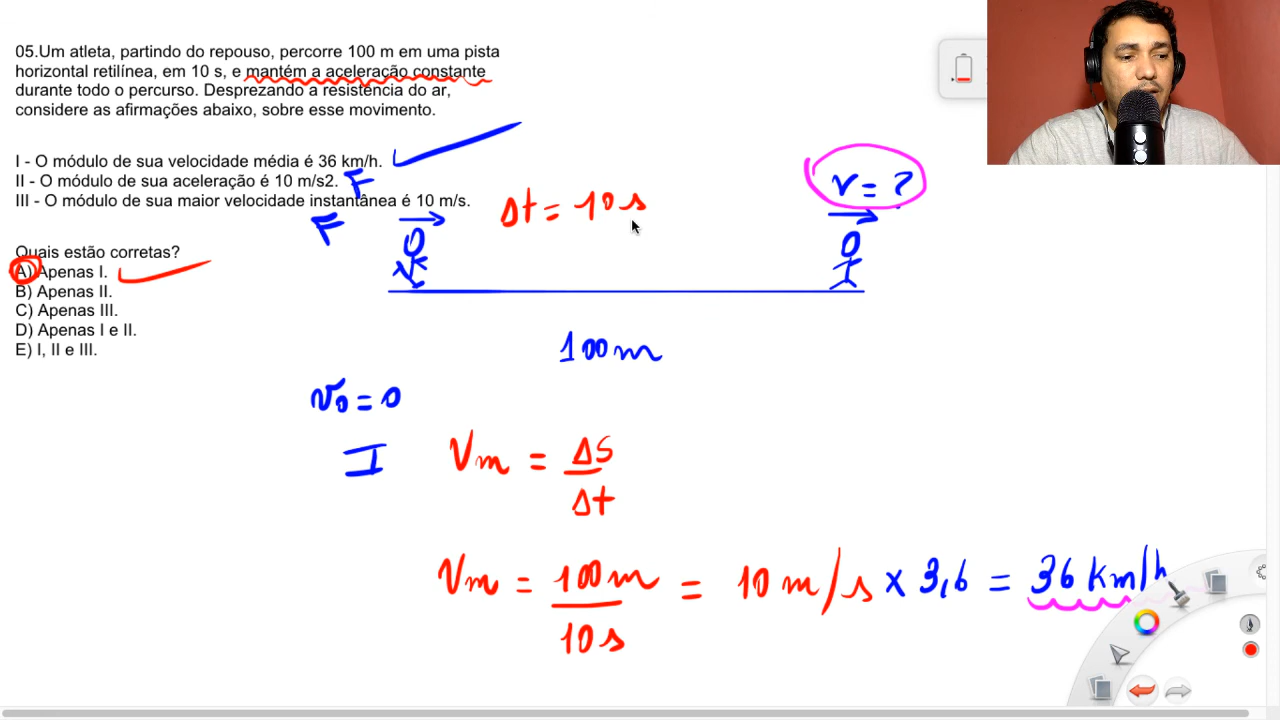 05.Um atleta, partindo do repouso, percorre 100 m em uma pista
horizontal retilínea, em 10 s, e mantém a aceleração constante
durante todo o percurso. Desprezando a resistência do ar,
considere as afirmações abaixo, sobre esse movimento.
I - O módulo de sua velocidade média é 36 km/h.
II - O módulo de sua aceleração é 10 m/s2. F
III - O módulo de sua maior velocidade instantânea é 10 m/s.
F
Δt = 10 s
v = ?
Quais estão corretas?
A) Apenas I.
B) Apenas II.
C) Apenas III.
D) Apenas I e II.
E) I, II e III.
100 m
v0 = 0
I
Vm = ΔS
Δt
Vm = 100 m = 10 m/s × 3,6 = 36 km/h
10 s